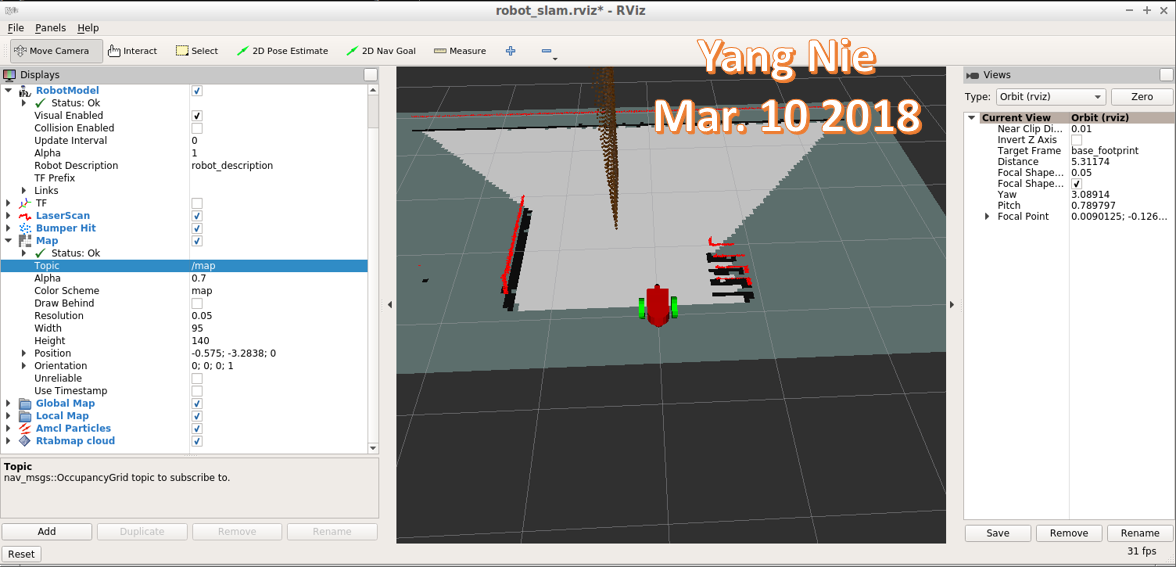 robot_slam.rviz* - RViz
File Panels Help
Move Camera Interact Select 2D Pose Estimate 2D Nav Goal Measure
Displays
RobotModel
Status: Ok
Visual Enabled
Collision Enabled
Update Interval 0
Alpha 1
Robot Description robot_description
TF Prefix
Links
TF
LaserScan
Bumper Hit
Map
Status: Ok
Topic /map
Alpha 0.7
Color Scheme map
Draw Behind
Resolution 0.05
Width 95
Height 140
Position -0.575; -3.2838; 0
Orientation 0; 0; 0; 1
Unreliable
Use Timestamp
Global Map
Local Map
Amcl Particles
Rtabmap cloud
Topic
nav_msgs::OccupancyGrid topic to subscribe to.
Add Duplicate Remove Rename
Reset
Yang Nie
Mar. 10 2018
Views
Type: Orbit (rviz) Zero
Current View Orbit (rviz)
Near Clip Di... 0.01
Invert Z Axis
Target Frame base_footprint
Distance 5.31174
Focal Shape... 0.05
Focal Shape...
Yaw 3.08914
Pitch 0.789797
Focal Point 0.0090125; -0.126...
Save Remove Rename
31 fps